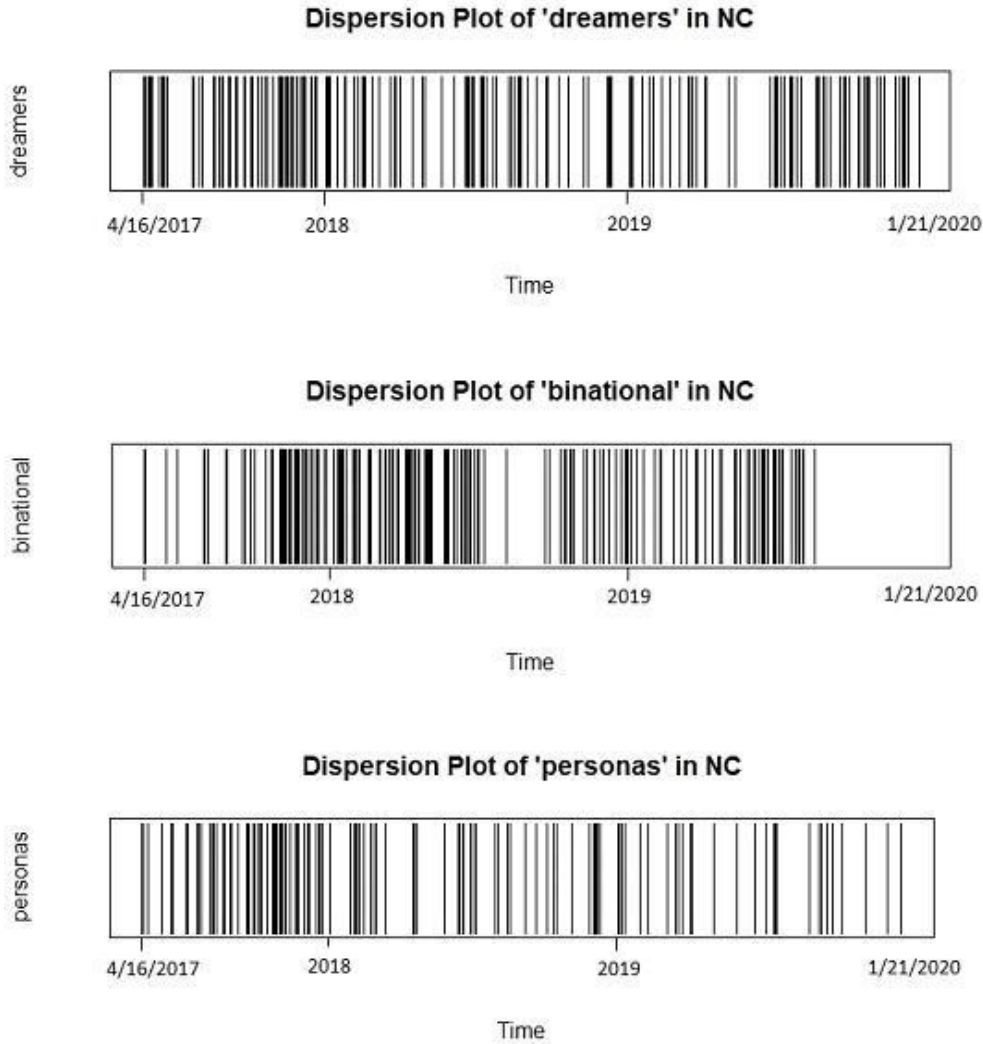 Dispersion Plot of 'dreamers' in NC
dreamers
4/16/2017 2018 2019 1/21/2020
Time
Dispersion Plot of 'binational' in NC
binational
4/16/2017 2018 2019 1/21/2020
Time
Dispersion Plot of 'personas' in NC
personas
4/16/2017 2018 2019 1/21/2020
Time